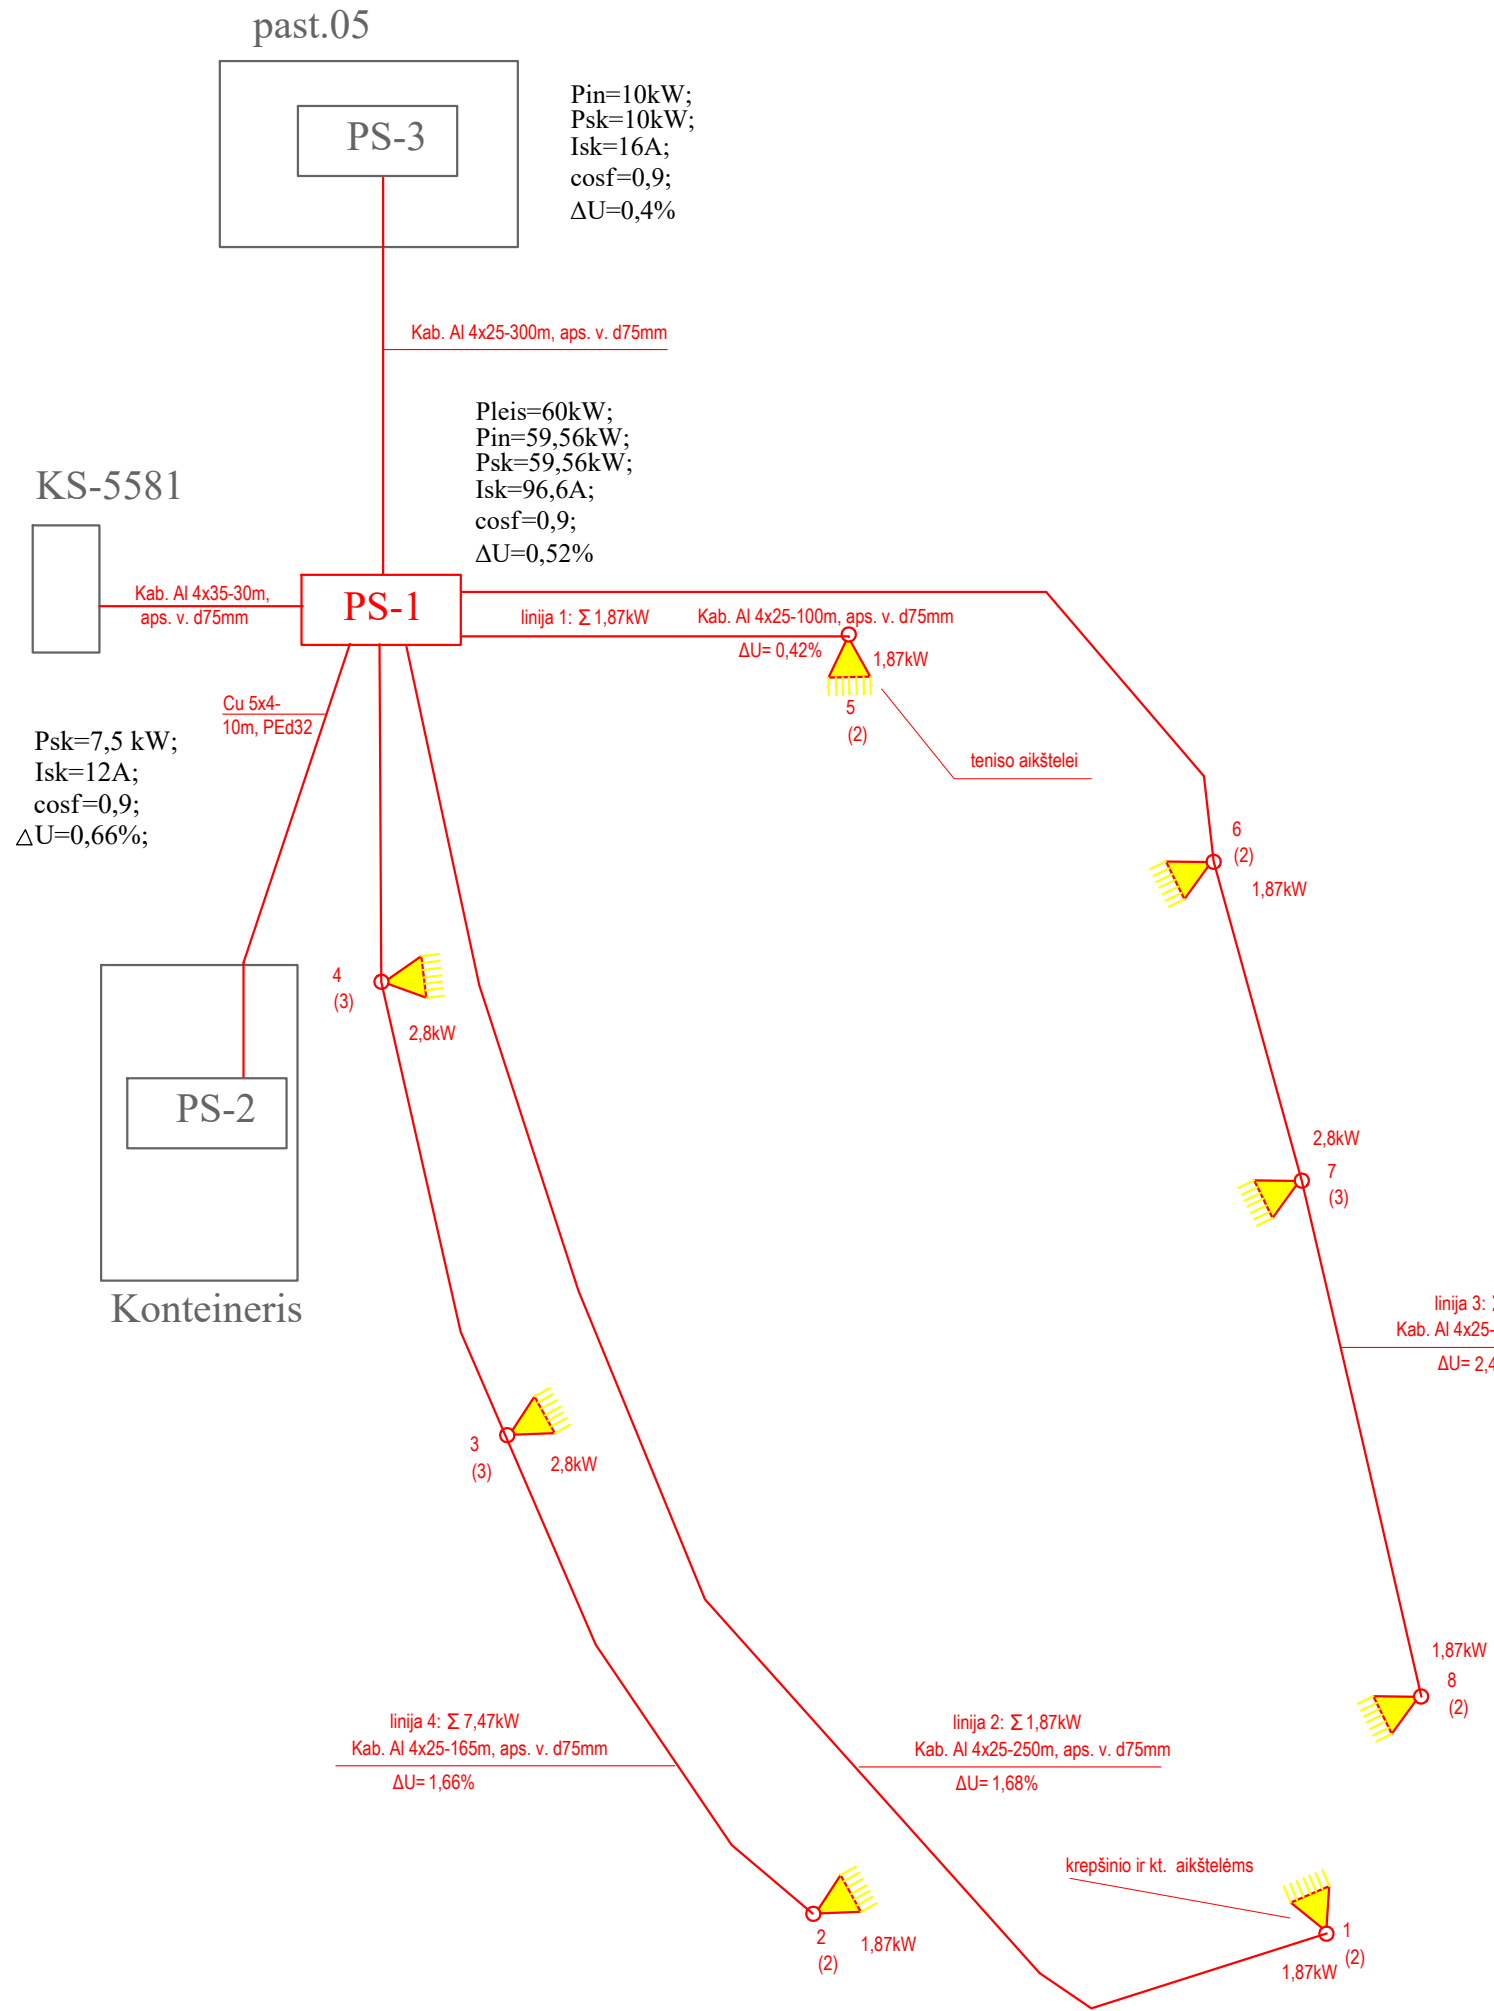 past.05
PS-3
Pin=10kW;
Psk=10kW;
Isk=16A;
cosf=0,9;
ΔU=0,4%
Kab. Al 4x25-300m, aps. v. d75mm
Pleis=60kW;
Pin=59,56kW;
Psk=59,56kW;
Isk=96,6A;
cosf=0,9;
ΔU=0,52%
KS-5581
Kab. Al 4x35-30m,
aps. v. d75mm
PS-1
linija 1: Σ 1,87kW
Kab. Al 4x25-100m, aps. v. d75mm
ΔU= 0,42%
1,87kW
5
(2)
teniso aikštelei
Cu 5x4-
10m, PEd32
Psk=7,5 kW;
Isk=12A;
cosf=0,9;
△U=0,66%;
6
(2)
1,87kW
4
(3)
2,8kW
PS-2
Konteineris
2,8kW
7
(3)
linija 3:
Kab. Al 4x25-
ΔU= 2,4
3
(3)
2,8kW
1,87kW
8
(2)
linija 4: Σ 7,47kW
Kab. Al 4x25-165m, aps. v. d75mm
ΔU= 1,66%
linija 2: Σ 1,87kW
Kab. Al 4x25-250m, aps. v. d75mm
ΔU= 1,68%
krepšinio ir kt. aikštelėms
2
(2)
1,87kW
1
(2)
1,87kW